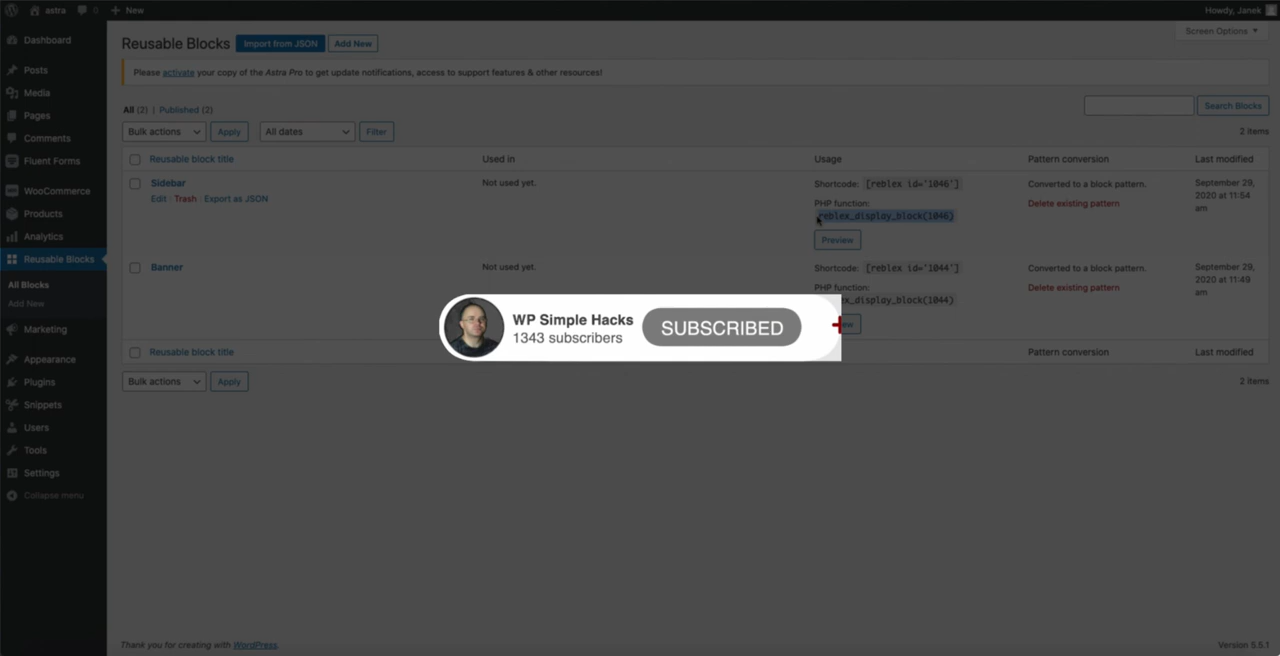 astra 0 New Howdy, Janek
Dashboard
Posts
Media
Pages
Comments
Fluent Forms
WooCommerce
Products
Analytics
Reusable Blocks
All Blocks
Add New
Marketing
Appearance
Plugins
Snippets
Users
Tools
Settings
Collapse menu
Screen Options
Reusable Blocks Import from JSON Add New
Please activate your copy of the Astra Pro to get update notifications, access to support features & other resources!
All (2) | Published (2)
Search Blocks
Bulk actions Apply All dates Filter 2 items
Reusable block title Used in Usage Pattern conversion Last modified
Sidebar Not used yet. Shortcode: [reblex id='1046'] Converted to a block pattern. September 29,
2020 at 11:54
am
Edit | Trash | Export as JSON PHP function: Delete existing pattern
reblex_display_block(1046)
Preview
Banner Not used yet. Shortcode: [reblex id='1044'] Converted to a block pattern. September 29,
2020 at 11:49
am
PHP function: Delete existing pattern
_display_block(1044)
WP Simple Hacks
1343 subscribers
SUBSCRIBED
Reusable block title Pattern conversion Last modified
Bulk actions Apply 2 items
Thank you for creating with WordPress. Version 5.5.1